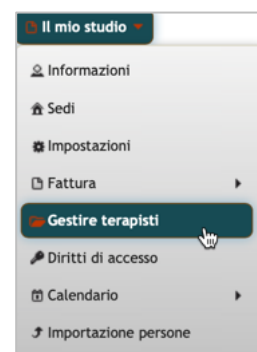 Il mio studio
Informazioni
Sedi
Impostazioni
Fattura
Gestire terapisti
Diritti di accesso
Calendario
Importazione persone